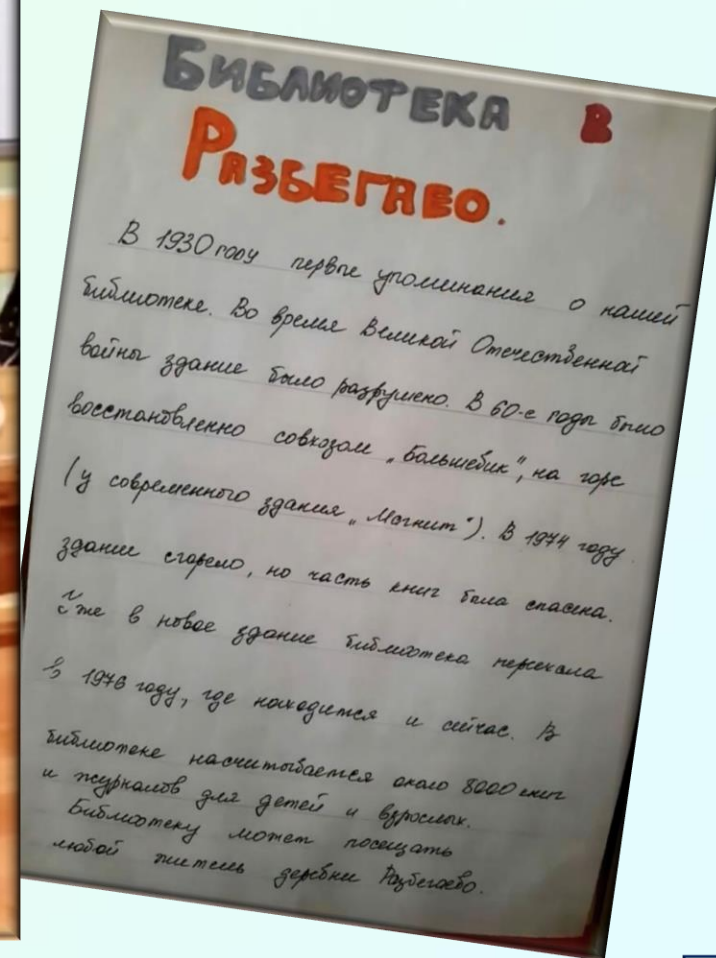 БИБЛИОТЕКА В
РАЗБЕГАЕВО.
В 1930 году первые упоминания о нашей
библиотеке. Во время Великой Отечественной
войны здание было разрушено. В 60-е годы было
восстановленно совхозом „Большевик", на горе
(у современного здания „Магнит"). В 1974 году
здание сгорело, но часть книг была спасена.
Уже в новое здание библиотека переехала
в 1976 году, где находится и сейчас. В
библиотеке насчитывается около 8000 книг
и журналов для детей и взрослых.
Библиотеку может посещать
любой житель деревни Разбегаево.